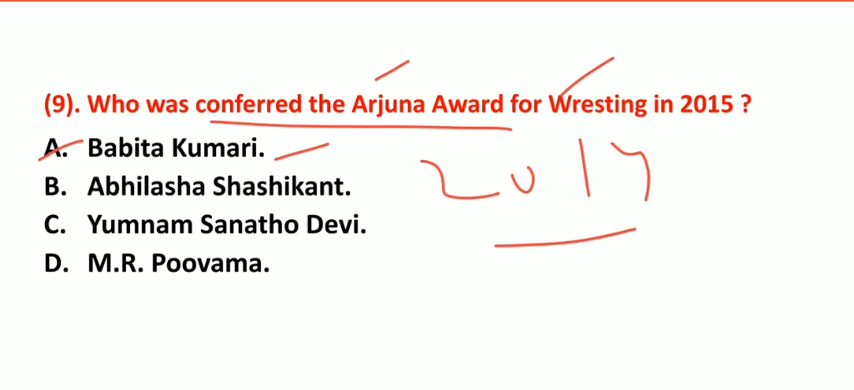 (9). Who was conferred the Arjuna Award for Wresting in 2015 ?
A. Babita Kumari.
B. Abhilasha Shashikant.
C. Yumnam Sanatho Devi.
D. M.R. Poovama.